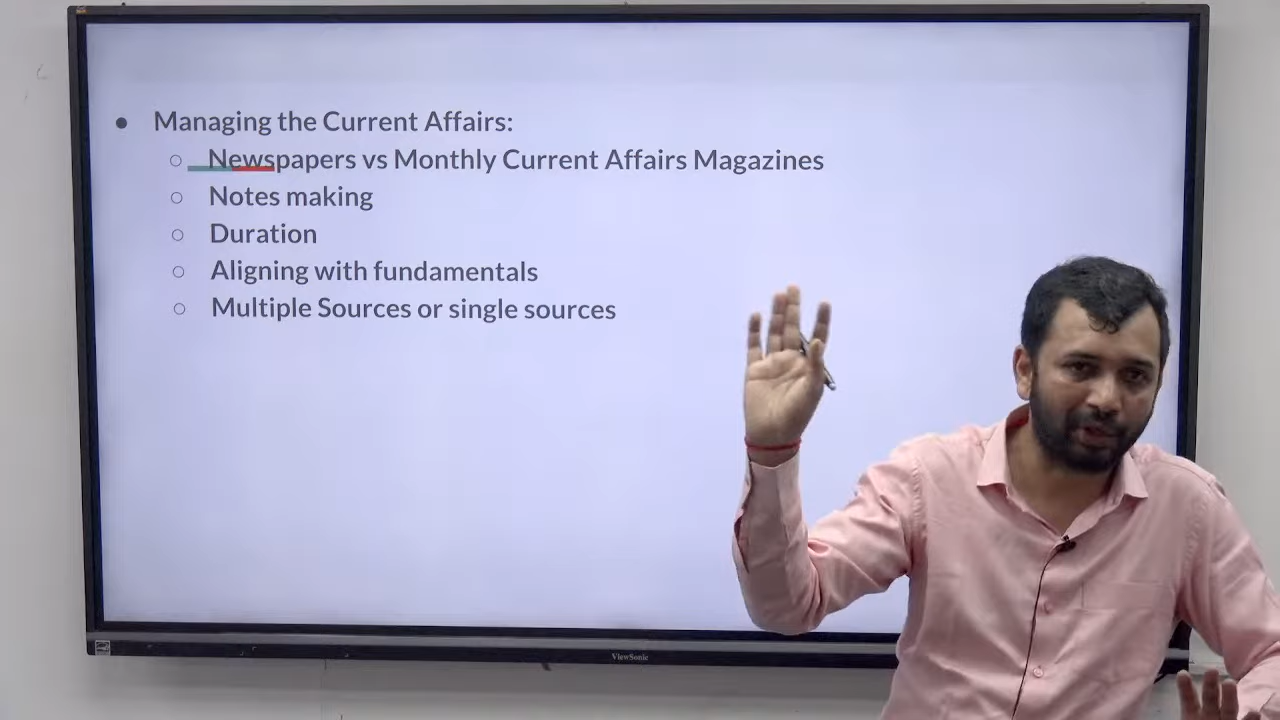 ● Managing the Current Affairs:
○ Newspapers vs Monthly Current Affairs Magazines
○ Notes making
○ Duration
○ Aligning with fundamentals
○ Multiple Sources or single sources
ViewSonic